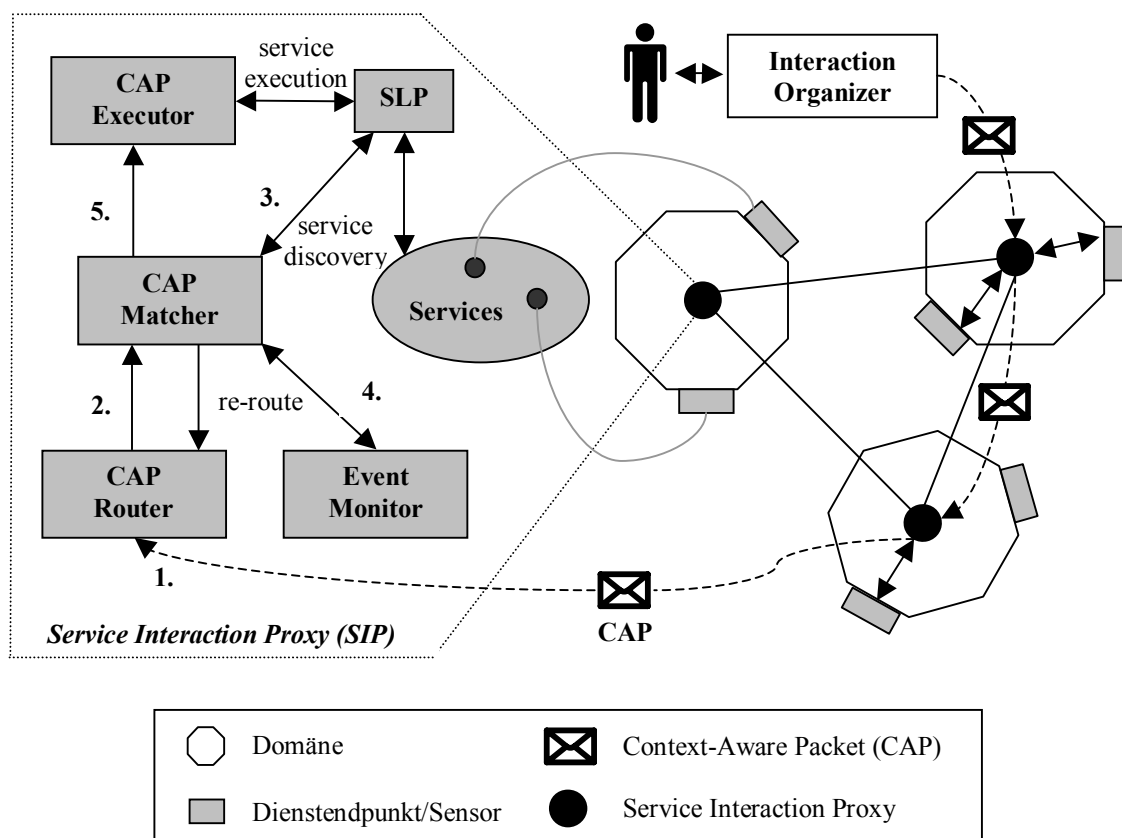 service
execution
CAP
Executor
SLP
Interaction
Organizer
5.
3.
service
discovery
CAP
Matcher
Services
2.
re-route
4.
CAP
Router
Event
Monitor
1.
CAP
Service Interaction Proxy (SIP)
Domäne
Context-Aware Packet (CAP)
Dienstendpunkt/Sensor
Service Interaction Proxy